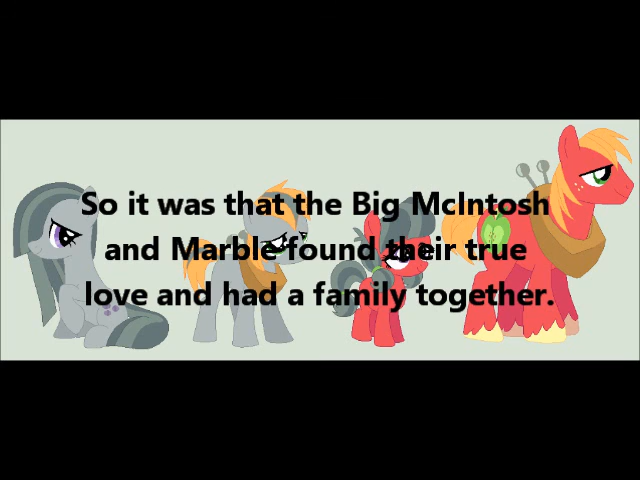 So it was that the Big McIntosh
and Marble found their true
love and had a family together.